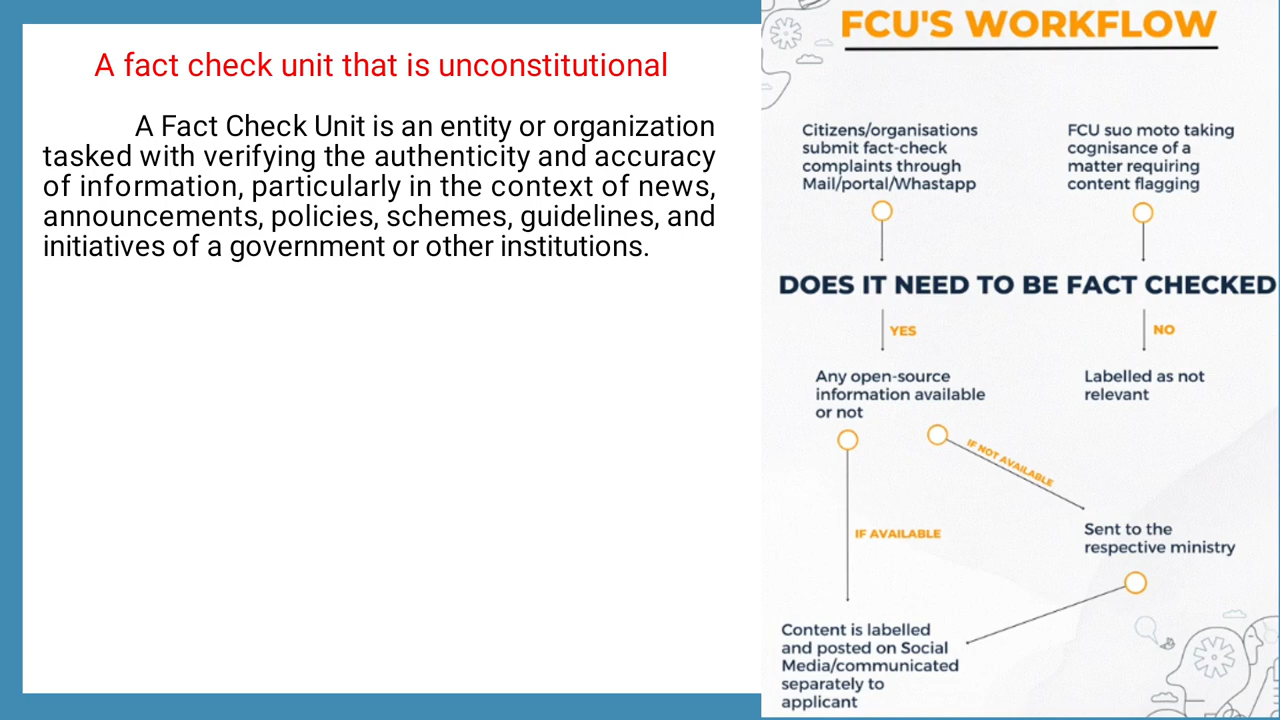 A fact check unit that is unconstitutional
A Fact Check Unit is an entity or organization
tasked with verifying the authenticity and accuracy
of information, particularly in the context of news,
announcements, policies, schemes, guidelines, and
initiatives of a government or other institutions.
FCU'S WORKFLOW
Citizens/organisations
submit fact-check
complaints through
Mail/portal/Whastapp
FCU suo moto taking
cognisance of a
matter requiring
content flagging
DOES IT NEED TO BE FACT CHECKED
YES
NO
Any open-source
information available
or not
Labelled as not
relevant
IF NOT AVAILABLE
IF AVAILABLE
Sent to the
respective ministry
Content is labelled
and posted on Social
Media/communicated
separately to
applicant